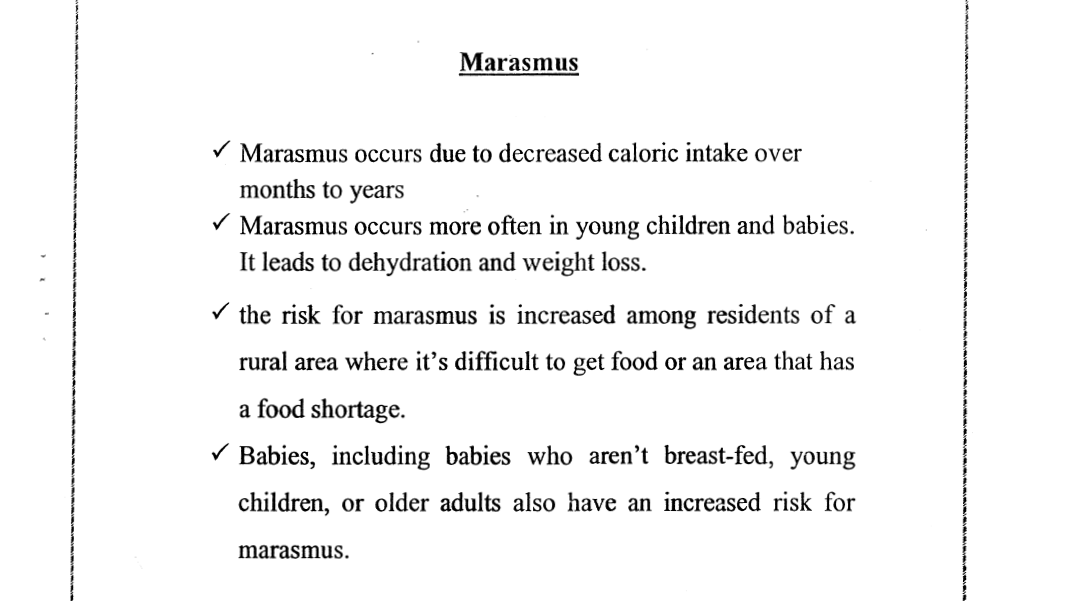 Marasmus
✓ Marasmus occurs due to decreased caloric intake over
months to years
✓ Marasmus occurs more often in young children and babies.
It leads to dehydration and weight loss.
✓ the risk for marasmus is increased among residents of a
rural area where it's difficult to get food or an area that has
a food shortage.
✓ Babies, including babies who aren't breast-fed, young
children, or older adults also have an increased risk for
marasmus.